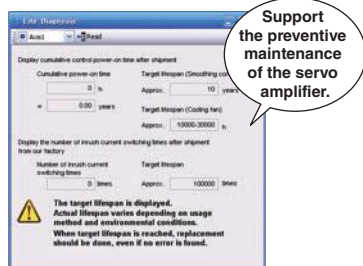 Life Diagnosis
Axis1 Read
Support
the preventive
maintenance
of the servo
amplifier.
Display cumulative control power-on time after shipment
Cumulative power-on time
0 h
= 0.00 years
Target lifespan (Smoothing
Approx. 10 years
Target lifespan (Cooling fan)
Approx. 10000-30000 h
Display the number of inrush current switching times after shipment
from our factory
Number of inrush current
switching times
0 times
Target lifespan
Approx. 100000 times
The target lifespan is displayed.
Actual lifespan varies depending on usage
method and environmental conditions.
When target lifespan is reached, replacement
should be done, even if no error is found.